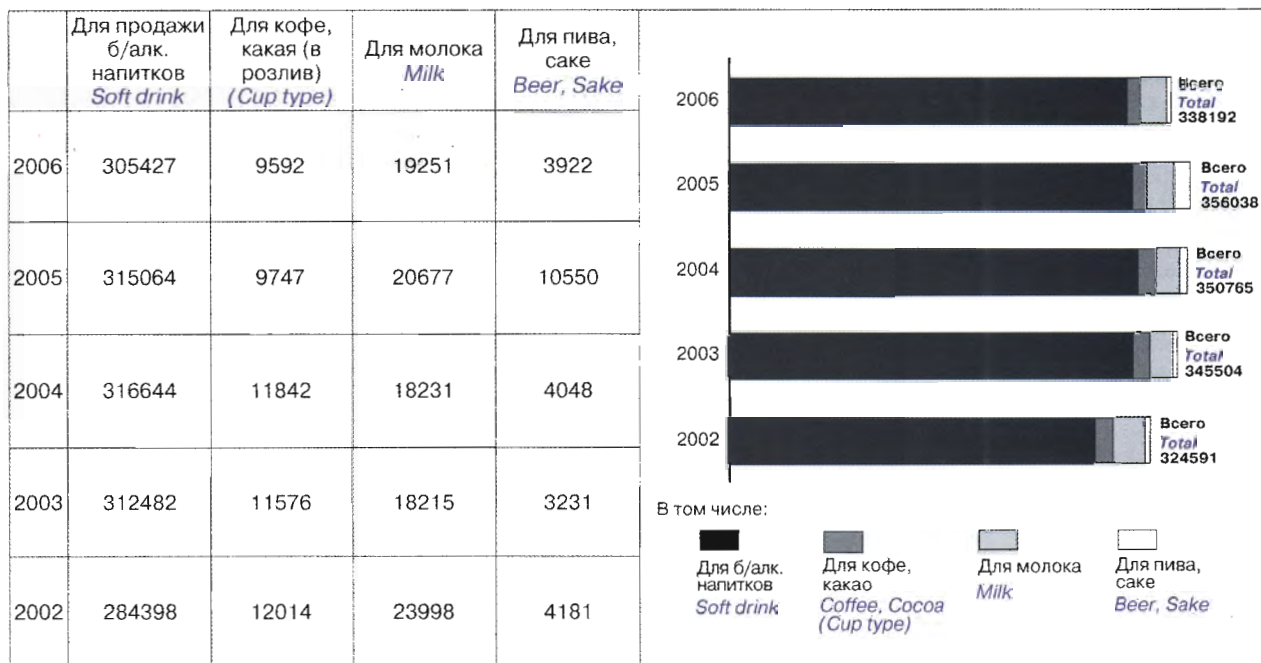 Для продажи
б/алк.
напитков
Soft drink
Для кофе,
какая (в
розлив)
(Cup type)
Для молока
Milk
Для пива,
саке
Beer, Sake
2006 305427 9592 19251 3922
2005 315064 9747 20677 10550
2004 316644 11842 18231 4048
2003 312482 11576 18215 3231
2002 284398 12014 23998 4181
2006
Всего
Total
338192
2005
Всего
Total
356038
2004
Всего
Total
350765
2003
Всего
Total
345504
2002
Всего
Total
324591
В том числе:
Для б/алк.
напитков
Soft drink
Для кофе,
какао
Coffee, Cocoa
(Cup type)
Для молока
Milk
Для пива,
саке
Beer, Sake